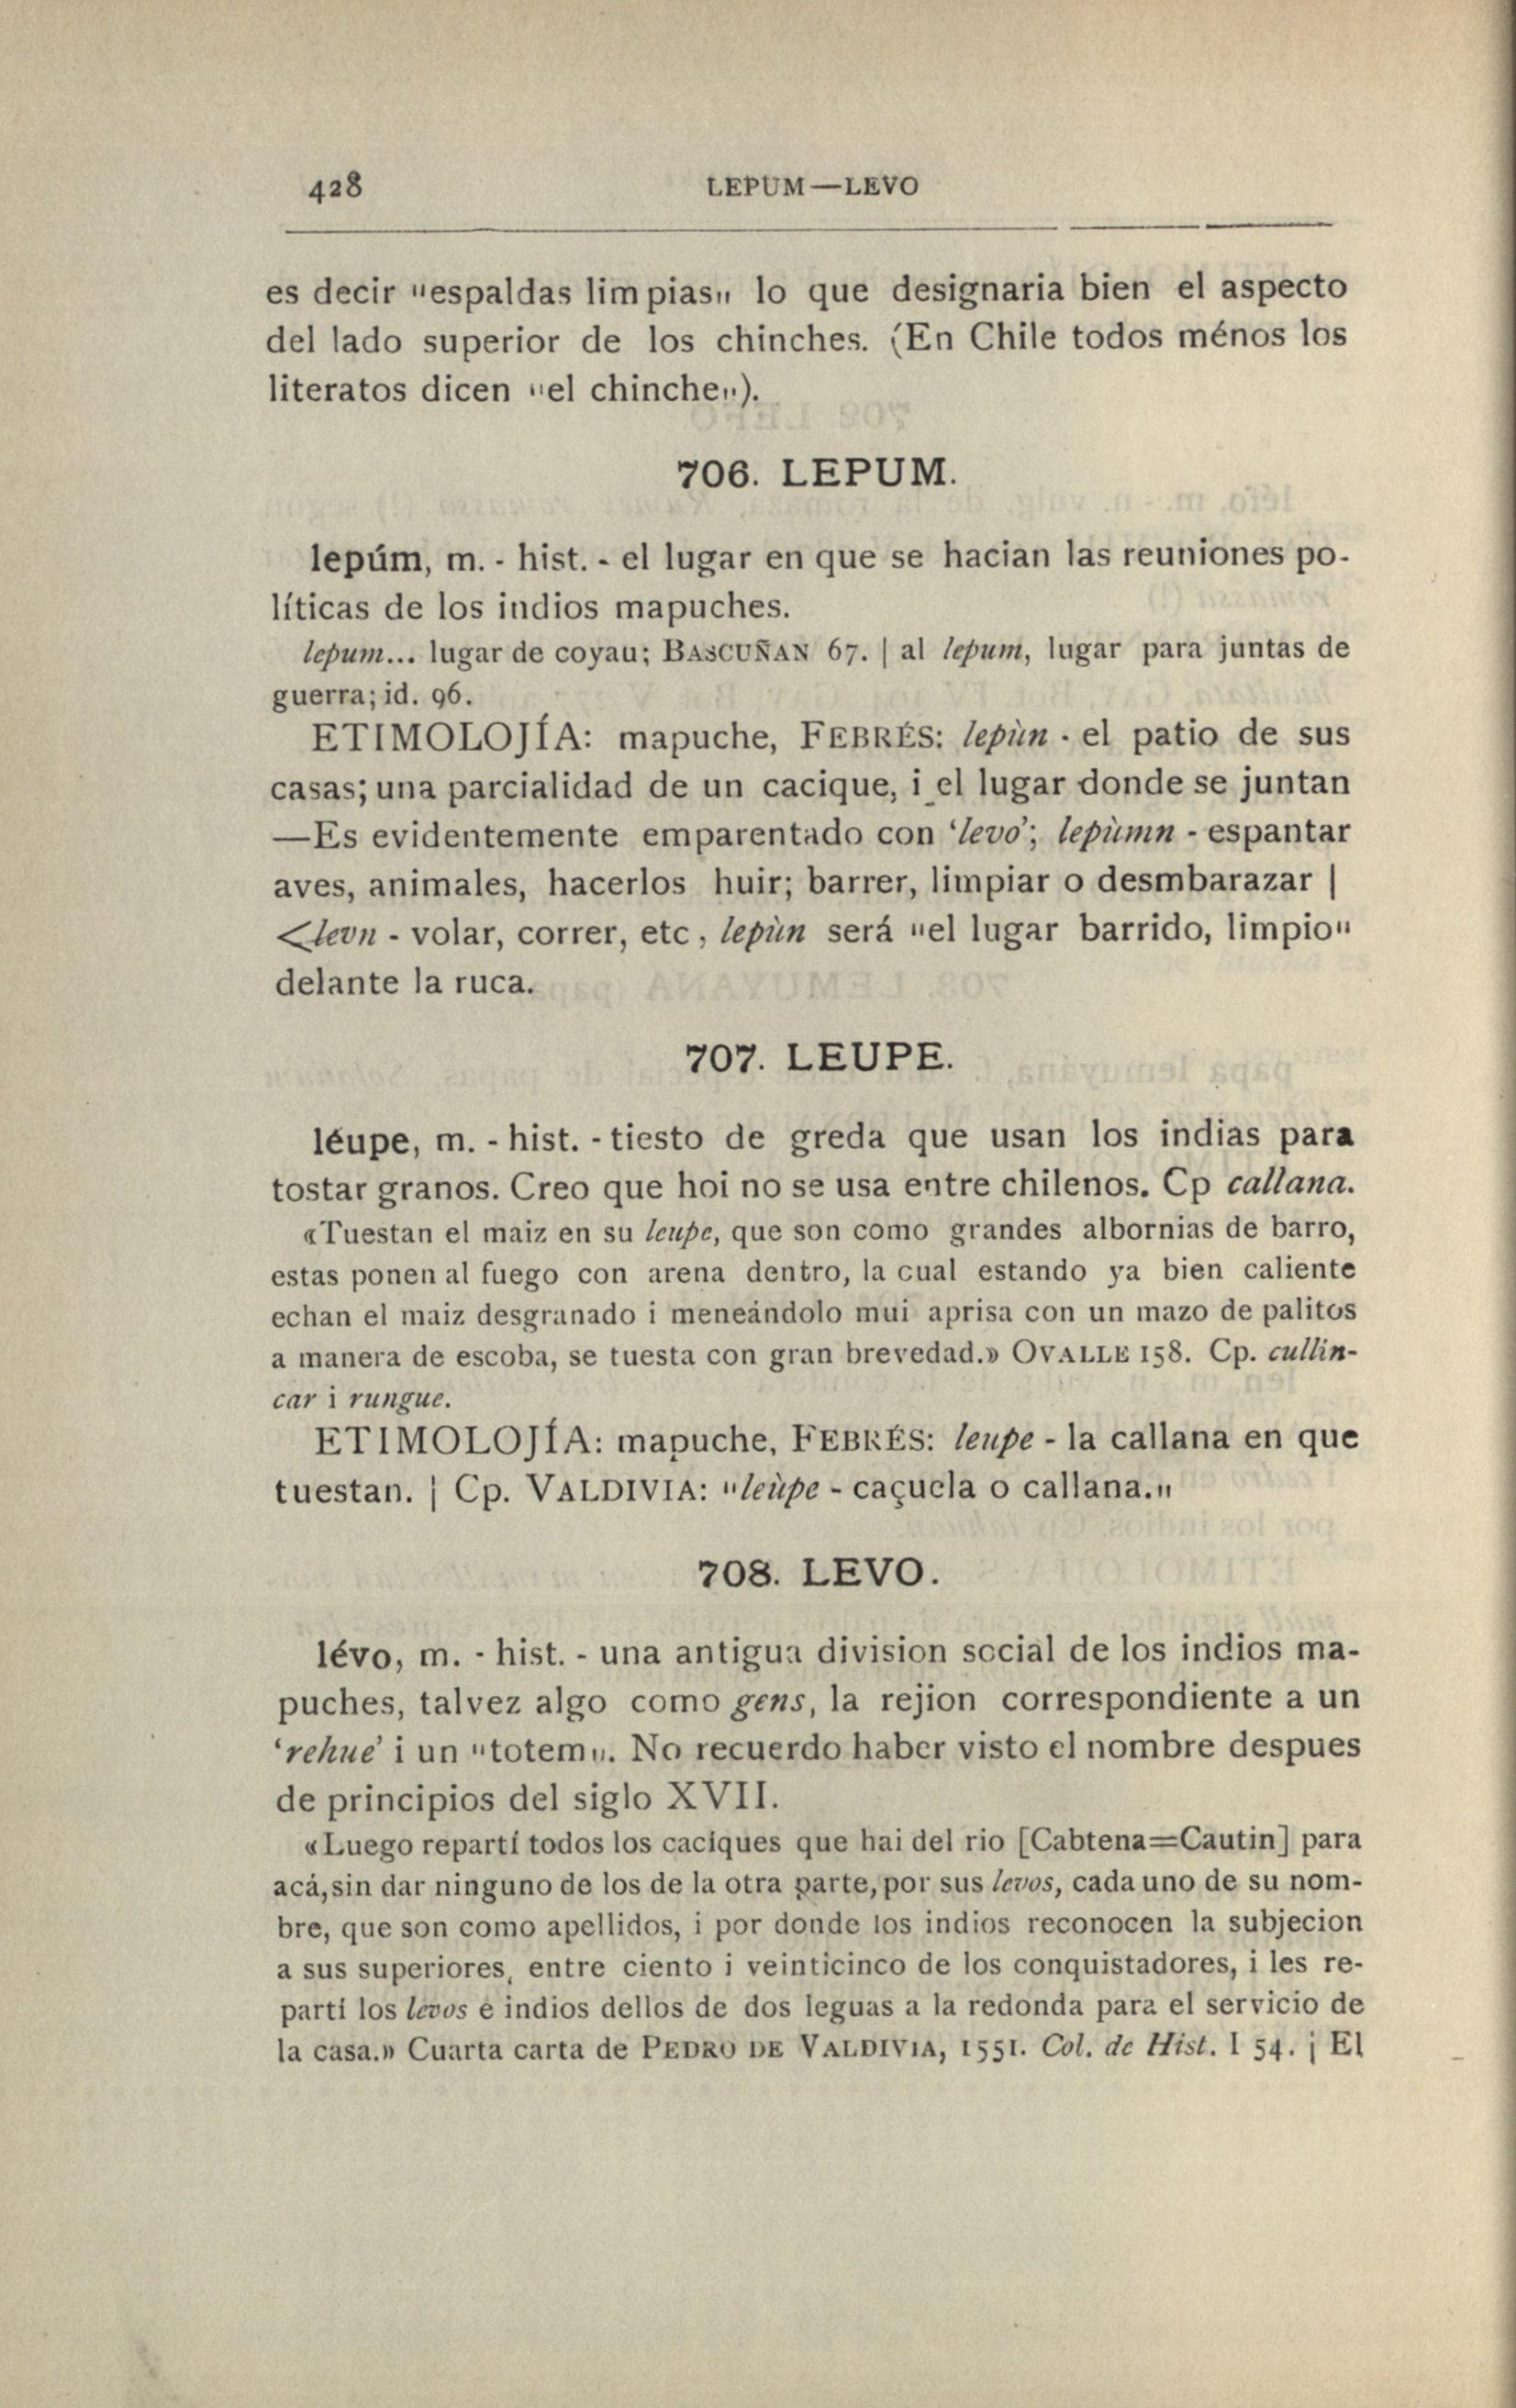 428
LEPUM—LEVO
es decir "espaldas limpias" lo que designaria bien el aspecto
del lado superior de los chinches. (En Chile todos ménos los
literatos dicen "el chinche").
706. LEPUM.
lepúm, m. - hist. - el lugar en que se hacian las reuniones po-
líticas de los indios mapuches.
lepum... lugar de coyau; BASCUÑAN 67. | al lepum, lugar para juntas de
guerra; id. 96.
ETIMOLOJÍA: mapuche, FEBRÉS: lepùn - el patio de sus
casas; una parcialidad de un cacique, i el lugar donde se juntan
—Es evidentemente emparentado con 'levo'; lepùmn - espantar
aves, animales, hacerlos huir; barrer, limpiar o desmbarazar |
<levn - volar, correr, etc, lepùn será "el lugar barrido, limpio"
delante la ruca.
707. LEUPE.
léupe, m. - hist. - tiesto de greda que usan los indias para
tostar granos. Creo que hoi no se usa entre chilenos. Cp callana.
«Tuestan el maiz en su leupe, que son como grandes albornias de barro,
estas ponen al fuego con arena dentro, la cual estando ya bien caliente
echan el maiz desgranado i meneándolo mui aprisa con un mazo de palitos
a manera de escoba, se tuesta con gran brevedad.» OVALLE 158. Cp. cullin-
car i rungue.
ETIMOLOJÍA: mapuche, FEBRÉS: leupe - la callana en que
tuestan. | Cp. VALDIVIA: "leùpe - caçuela o callana."
708. LEVO.
lévo, m. - hist. - una antigua division social de los indios ma-
puches, talvez algo como gens, la rejion correspondiente a un
'rehue' i un "totem". No recuerdo haber visto el nombre despues
de principios del siglo XVII.
«Luego repartí todos los caciques que hai del rio [Cabtena=Cautin] para
acá, sin dar ninguno de los de la otra parte, por sus levos, cada uno de su nom-
bre, que son como apellidos, i por donde los indios reconocen la subjecion
a sus superiores, entre ciento i veinticinco de los conquistadores, i les re-
partí los levos e indios dellos de dos leguas a la redonda para el servicio de
la casa.» Cuarta carta de PEDRO DE VALDIVIA, 1551. Col. de Hist. I 54. | El